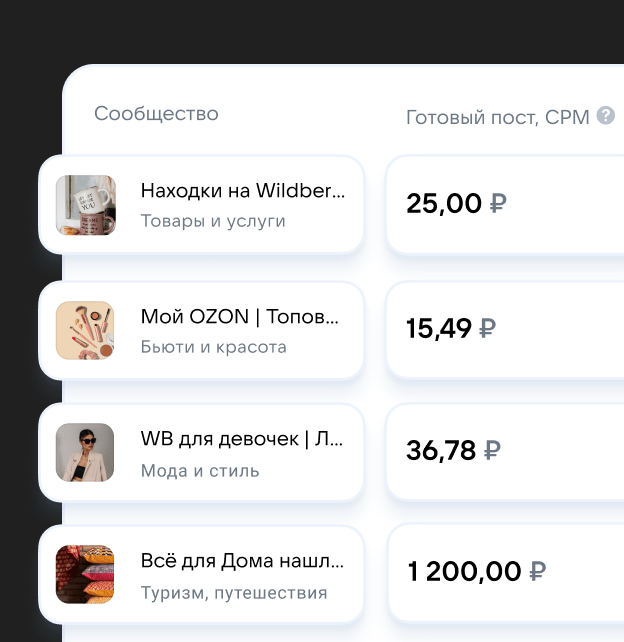 Сообщество
Готовый пост, CPM ?
Находки на Wildber...
Товары и услуги
25,00 ₽
Мой OZON | Топов...
Бьюти и красота
15,49 ₽
WB для девочек | Л...
Мода и стиль
36,78 ₽
Всё для Дома нашл...
Туризм, путешествия
1 200,00 ₽